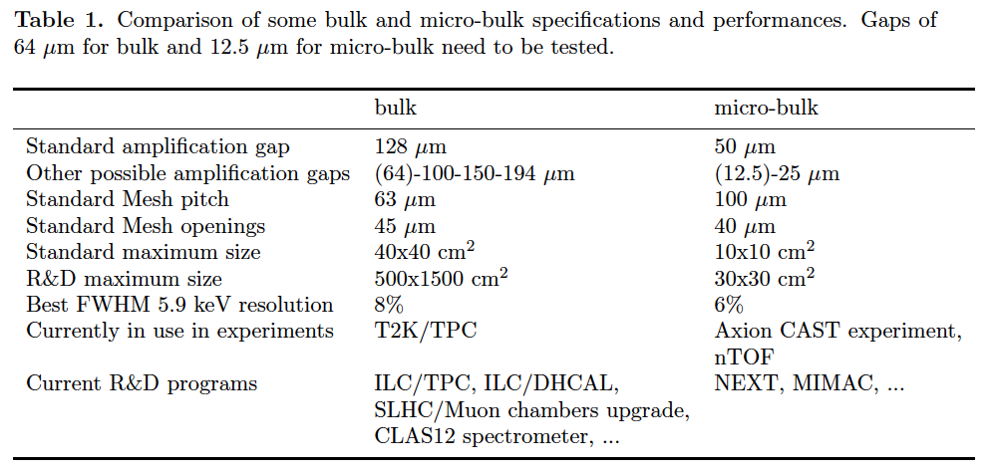 Table 1. Comparison of some bulk and micro-bulk specifications and performances. Gaps of
64 μm for bulk and 12.5 μm for micro-bulk need to be tested.
bulk micro-bulk
Standard amplification gap 128 μm 50 μm
Other possible amplification gaps (64)-100-150-194 μm (12.5)-25 μm
Standard Mesh pitch 63 μm 100 μm
Standard Mesh openings 45 μm 40 μm
Standard maximum size 40x40 cm² 10x10 cm²
R&D maximum size 500x1500 cm² 30x30 cm²
Best FWHM 5.9 keV resolution 8% 6%
Currently in use in experiments T2K/TPC Axion CAST experiment,
nTOF
Current R&D programs ILC/TPC, ILC/DHCAL, NEXT, MIMAC, ...
SLHC/Muon chambers upgrade,
CLAS12 spectrometer, ...